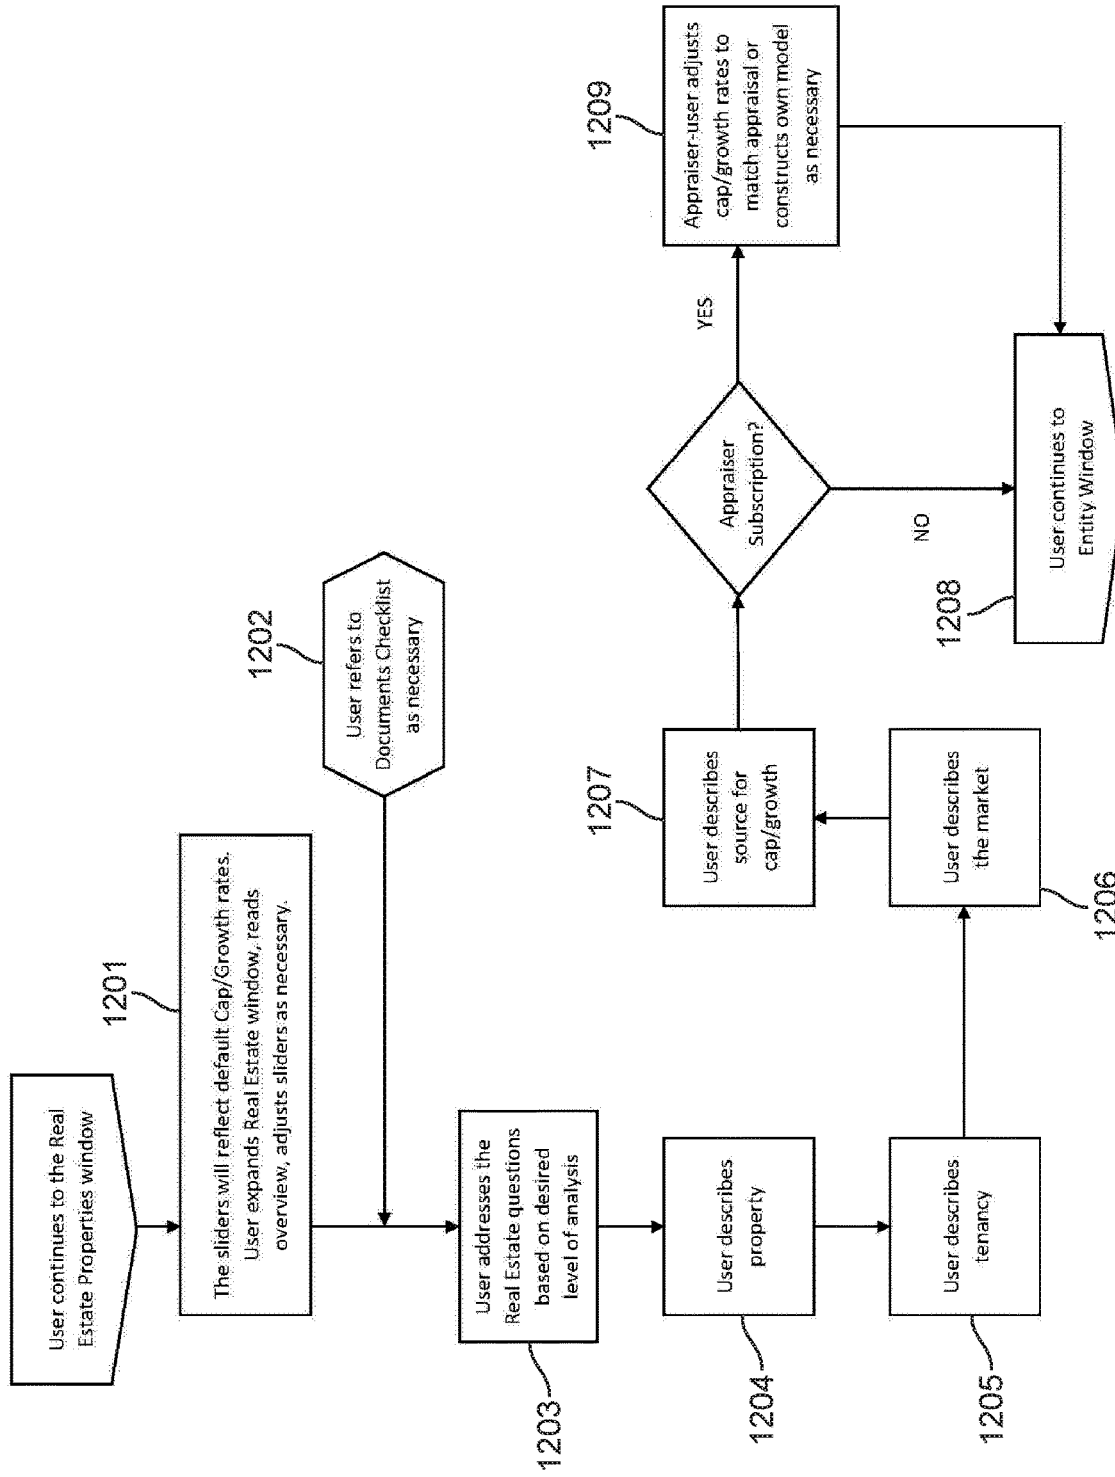 User continues to the Real
Estate Properties window
1201
The sliders will reflect default Cap/Growth rates.
User expands Real Estate window, reads
overview, adjusts sliders as necessary.
1202
User refers to
Documents Checklist
as necessary
1203
User addresses the
Real Estate questions
based on desired
level of analysis
1204
User describes
property
1205
User describes
tenancy
1206
User describes
the market
1207
User describes
source for
cap/growth
Appraiser
Subscription?
YES
NO
1209
Appraiser-user adjusts
cap/growth rates to
match appraisal or
constructs own model
as necessary
1208
User continues to
Entity Window